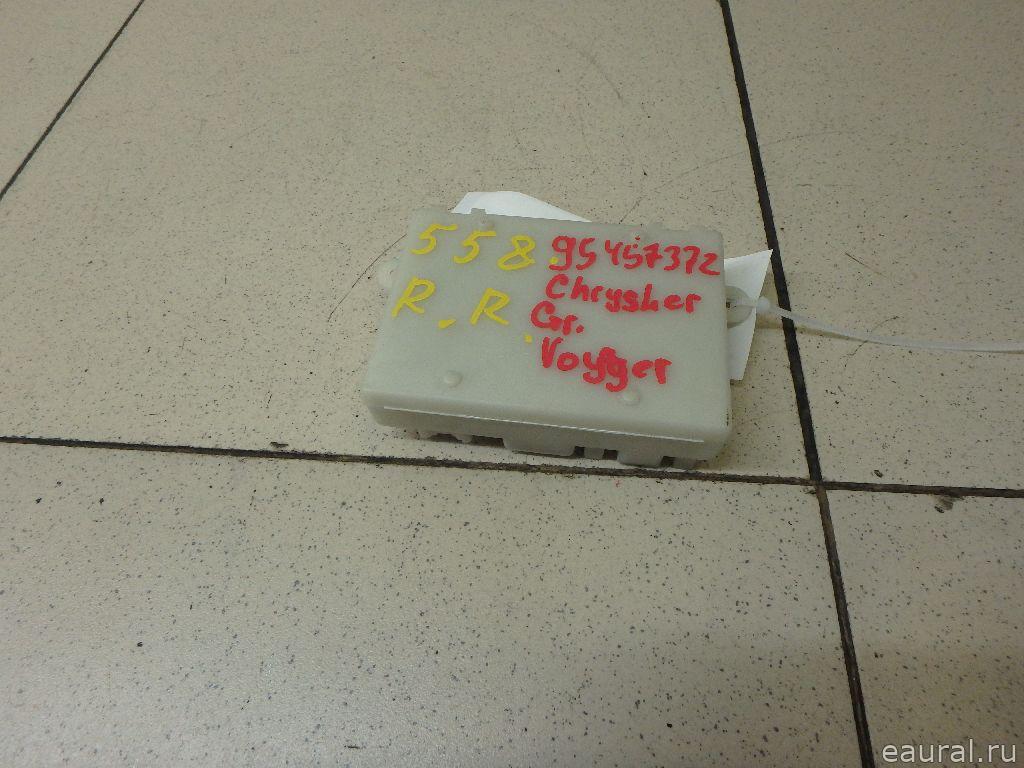 558.
R.R.
95457372
Chrysler
Gr.
Voyger
eaural.ru